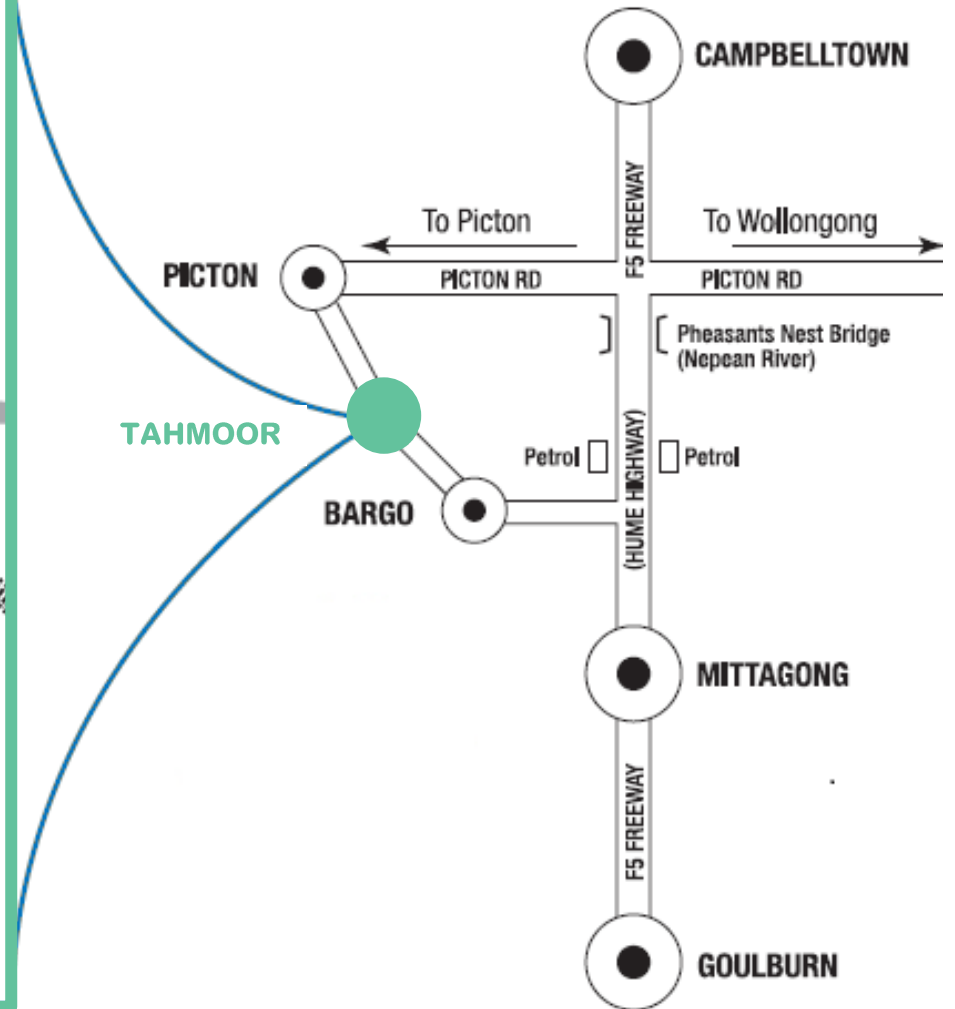 CAMPBELLTOWN
F5 FREEWAY
To Picton
To Wollongong
PICTON
PICTON RD
PICTON RD
Pheasants Nest Bridge
(Nepean River)
TAHMOOR
Petrol
Petrol
(HUME HIGHWAY)
BARGO
MITTAGONG
F5 FREEWAY
GOULBURN